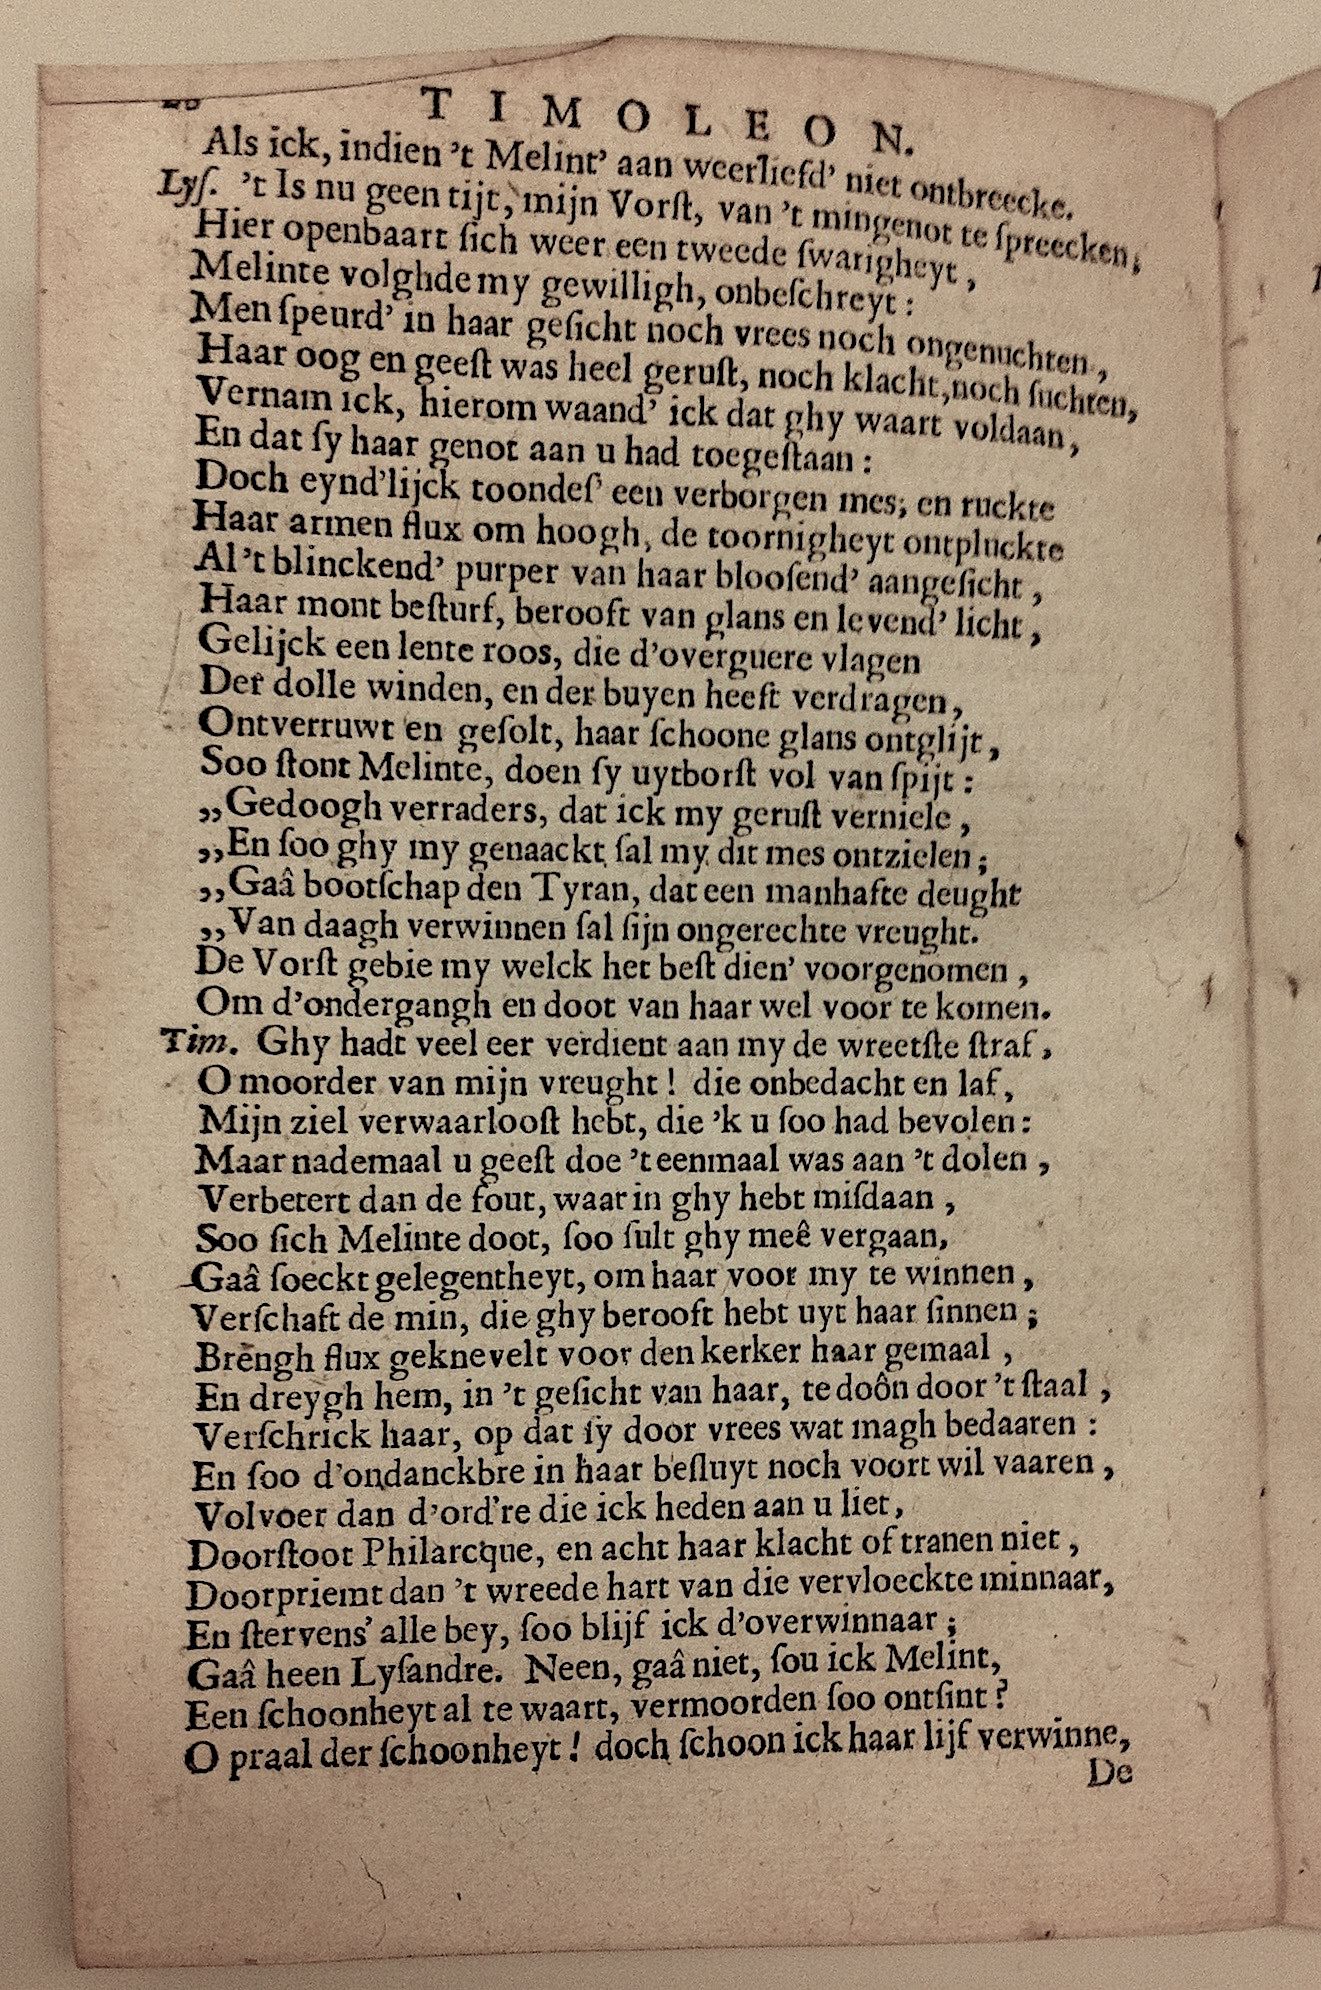 TIMOLEON.
Als ick, indien 't Melint' aan weerliefd' niet ontbreecke.
Lyſ. 't Is nu geen tijt, mijn Vorſt, van 't mingenot te ſpreecken;
Hier openbaart ſich weer een tweede ſwarigheyt,
Melinte volghde my gewilligh, onbeſchreyt:
Men ſpeurd' in haar geſicht noch vrees noch ongenuchten,
Haar oog en geeſt was heel geruſt, noch klacht, noch ſuchten,
Vernam ick, hierom waand' ick dat ghy waart voldaan,
En dat ſy haar genot aan u had toegeſtaan:
Doch eynd'lijck toondeſ' een verborgen mes; en ruckte
Haar armen flux om hoogh, de toornigheyt ontpluckte
Al 't blinckend' purper van haar blooſend' aangeſicht,
Haar mont beſturf, berooft van glans en levend' licht,
Gelijck een lente roos, die d'overguere vlagen
Der dolle winden, en der buyen heeft verdragen,
Ontverruwt en geſolt, haar ſchoone glans ontglijt,
Soo ſtont Melinte, doen ſy uytborſt vol van ſpijt:
,,Gedoogh verraders, dat ick my geruſt verniele,
,,En ſoo ghy my genaackt ſal my dit mes ontzielen;
,,Gaâ bootſchap den Tyran, dat een manhafte deught
,,Van daagh verwinnen ſal ſijn ongerechte vreught.
De Vorſt gebie my welck het beſt dien' voorgenomen,
Om d'ondergangh en doot van haar wel voor te komen.
Tim. Ghy hadt veel eer verdient aan my de wreetſte ſtraf,
O moorder van mijn vreught! die onbedacht en laf,
Mijn ziel verwaarlooſt hebt, die 'k u ſoo had bevolen:
Maar nademaal u geeſt doe 't eenmaal was aan 't dolen,
Verbetert dan de fout, waar in ghy hebt miſdaan,
Soo ſich Melinte doot, ſoo ſult ghy meê vergaan,
Gaâ ſoeckt gelegentheyt, om haar voor my te winnen,
Verſchaft de min, die ghy berooft hebt uyt haar ſinnen;
Brengh flux geknevelt voor den kerker haar gemaal,
En dreygh hem, in 't geſicht van haar, te doôn door 't ſtaal,
Verſchrick haar, op dat ſy door vrees wat magh bedaaren:
En ſoo d'ondanckbre in haar beſluyt noch voort wil vaaren,
Volvoer dan d'ord're die ick heden aan u liet,
Doorſtoot Philarcque, en acht haar klacht of tranen niet,
Doorpriemt dan 't wreede hart van die vervloeckte minnaar,
En ſtervenſ' alle bey, ſoo blijf ick d'overwinnaar;
Gaâ heen Lyſandre. Neen, gaâ niet, ſou ick Melint,
Een ſchoonheyt al te waart, vermoorden ſoo ontſint?
O praal der ſchoonheyt! doch ſchoon ick haar lijf verwinne,
De